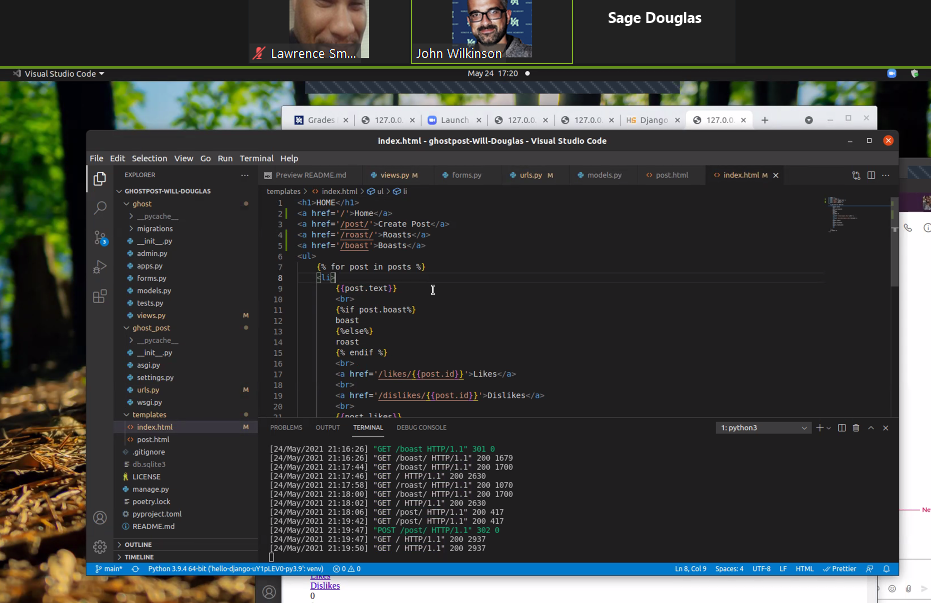 Sage Douglas
Lawrence Sm...
John Wilkinson
Visual Studio Code
May 24 17:20
Grades
127.0.0.
Launch
127.0.0.
127.0.0.
Django
127.0.0.
index.html - ghostpost-Will-Douglas - Visual Studio Code
File Edit Selection View Go Run Terminal Help
EXPLORER
Preview README.md
views.py M
forms.py
urls.py M
models.py
post.html
index.html M
GHOSTPOST-WILL-DOUGLAS
templates > index.html > ul > li
ghost
__pycache__
migrations
__init__.py
admin.py
apps.py
forms.py
models.py
tests.py
views.py M
ghost_post
__pycache__
__init__.py
asgi.py
settings.py
urls.py M
wsgi.py
templates
index.html M
post.html
.gitignore
db.sqlite3
LICENSE
manage.py
poetry.lock
pyproject.toml
README.md
OUTLINE
TIMELINE
1 <h1>HOME</h1>
2 <a href='/'>Home</a>
3 <a href='/post/'>Create Post</a>
4 <a href='/roast/'>Roasts</a>
5 <a href='/boast'>Boasts</a>
6 <ul>
7 {% for post in posts %}
8 <li>
9 {{post.text}}
10 <br>
11 {%if post.boast%}
12 boast
13 {%else%}
14 roast
15 {% endif %}
16 <br>
17 <a href='/likes/{{post.id}}'>Likes</a>
18 <br>
19 <a href='/dislikes/{{post.id}}'>Dislikes</a>
20 <br>
21 {{post.likes}}
PROBLEMS OUTPUT TERMINAL DEBUG CONSOLE
1: python3
[24/May/2021 21:16:26] "GET /boast HTTP/1.1" 301 0
[24/May/2021 21:16:26] "GET /boast/ HTTP/1.1" 200 1679
[24/May/2021 21:17:44] "GET /boast/ HTTP/1.1" 200 1700
[24/May/2021 21:17:46] "GET / HTTP/1.1" 200 2630
[24/May/2021 21:17:58] "GET /roast/ HTTP/1.1" 200 1070
[24/May/2021 21:18:00] "GET /boast/ HTTP/1.1" 200 1700
[24/May/2021 21:18:02] "GET / HTTP/1.1" 200 2630
[24/May/2021 21:18:06] "GET /post/ HTTP/1.1" 200 417
[24/May/2021 21:19:42] "GET /post/ HTTP/1.1" 200 417
[24/May/2021 21:19:47] "POST /post/ HTTP/1.1" 302 0
[24/May/2021 21:19:47] "GET / HTTP/1.1" 200 2937
[24/May/2021 21:19:50] "GET / HTTP/1.1" 200 2937
main* Python 3.9.4 64-bit ('hello-django-uY1pLEV0-py3.9': venv) 0 0
Ln 8, Col 9 Spaces: 4 UTF-8 LF HTML Prettier
Likes
Dislikes
0
Ne